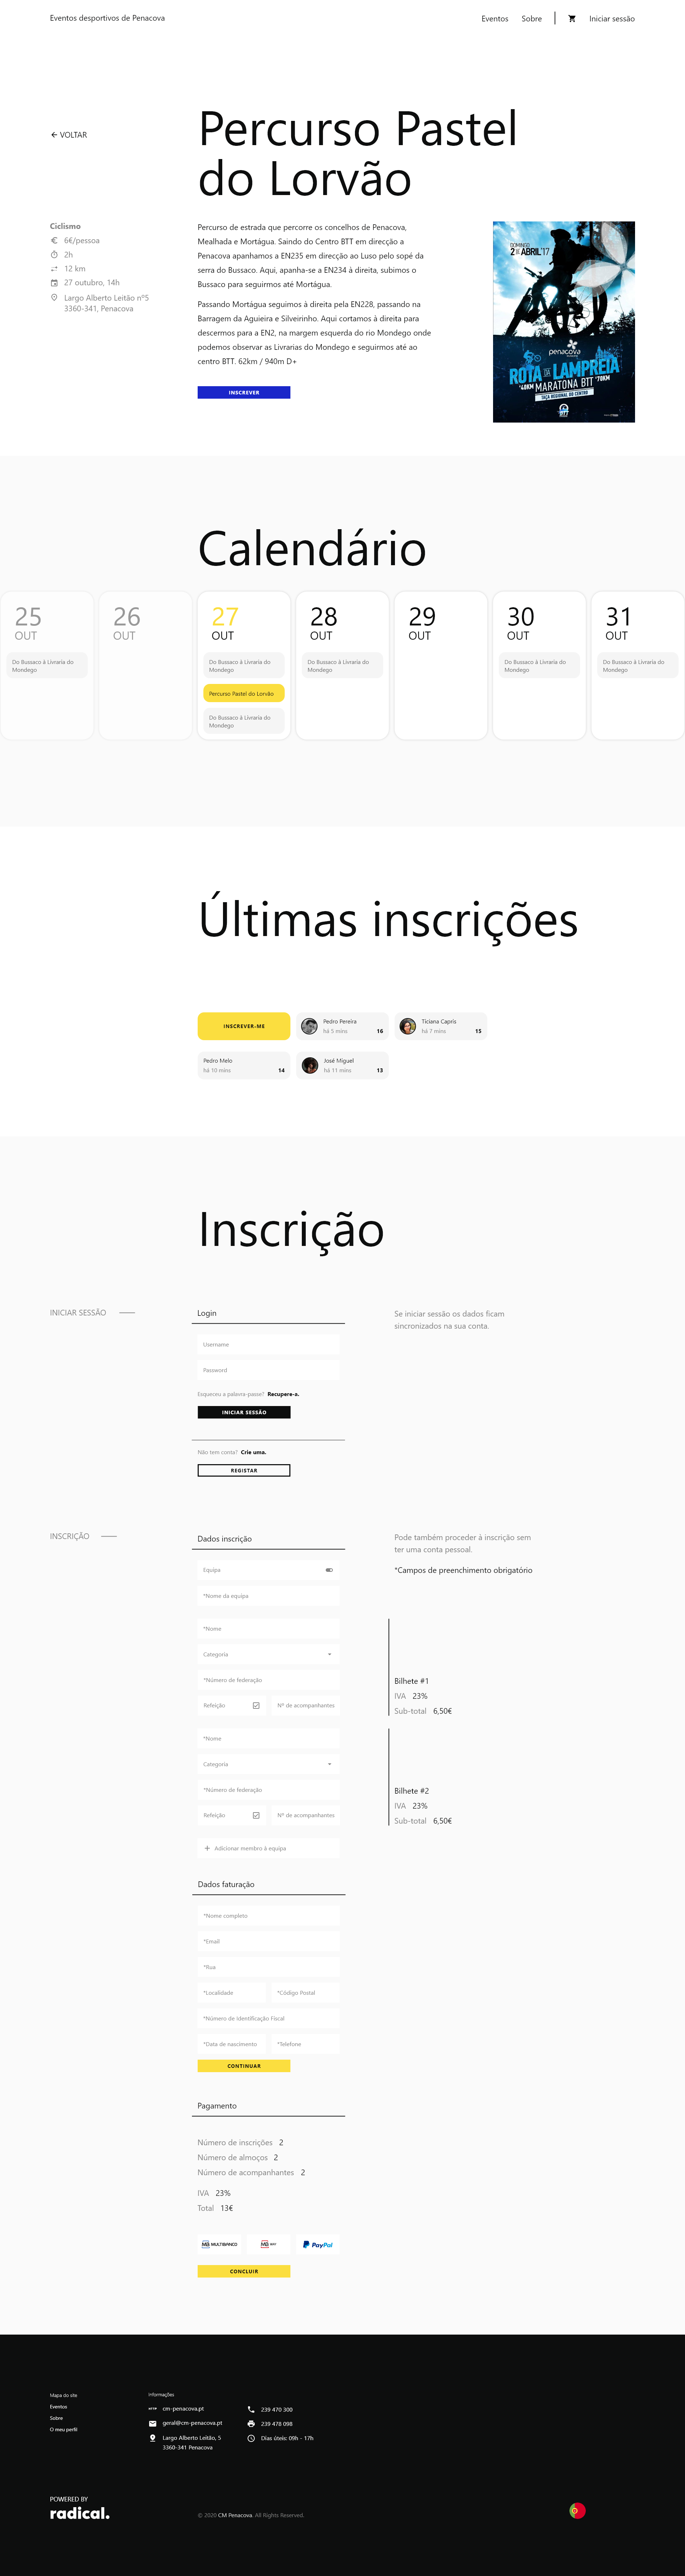 Eventos desportivos de Penacova
Eventos
Sobre
Iniciar sessão
VOLTAR
Percurso Pastel
do Lorvão
Ciclismo
6€/pessoa
2h
12 km
27 outubro, 14h
Largo Alberto Leitão nº5
3360-341, Penacova
Percurso de estrada que percorre os concelhos de Penacova,
Mealhada e Mortágua. Saindo do Centro BTT em direcção a
Penacova apanhamos a EN235 em direcção ao Luso pelo sopé da
serra do Bussaco. Aqui, apanha-se a EN234 à direita, subimos o
Bussaco para seguirmos até Mortágua.
Passando Mortágua seguimos à direita pela EN228, passando na
Barragem da Aguieira e Silveirinho. Aqui cortamos à direita para
descermos para a EN2, na margem esquerda do rio Mondego onde
podemos observar as Livrarias do Mondego e seguirmos até ao
centro BTT. 62km / 940m D+
INSCREVER
DOMINGO
2 ABRIL'17
penacova
ROTA DA LAMPREIA
40KM MARATONA BTT 70KM
TAÇA REGIONAL DO CENTRO
Calendário
25
OUT
Do Bussaco à Livraria do
Mondego
26
OUT
27
OUT
Do Bussaco à Livraria do
Mondego
Percurso Pastel do Lorvão
Do Bussaco à Livraria do
Mondego
28
OUT
Do Bussaco à Livraria do
Mondego
29
OUT
30
OUT
Do Bussaco à Livraria do
Mondego
31
OUT
Do Bussaco à Livraria do
Mondego
Últimas inscrições
INSCREVER-ME
Pedro Pereira
há 5 mins
16
Ticiana Capris
há 7 mins
15
Pedro Melo
há 10 mins
14
José Miguel
há 11 mins
13
Inscrição
INICIAR SESSÃO
Login
Username
Password
Esqueceu a palavra-passe? Recupere-a.
INICIAR SESSÃO
Não tem conta? Crie uma.
REGISTAR
Se iniciar sessão os dados ficam
sincronizados na sua conta.
INSCRIÇÃO
Dados inscrição
Pode também proceder á inscrição sem
ter uma conta pessoal.
*Campos de preenchimento obrigatório
Equipa
*Nome da equipa
*Nome
Categoria
*Número de federação
Refeição
Nº de acompanhantes
Bilhete #1
IVA 23%
Sub-total 6,50€
*Nome
Categoria
*Número de federação
Refeição
Nº de acompanhantes
Bilhete #2
IVA 23%
Sub-total 6,50€
Adicionar membro à equipa
Dados faturação
*Nome completo
*Email
*Rua
*Localidade
*Código Postal
*Número de Identificação Fiscal
*Data de nascimento
*Telefone
CONTINUAR
Pagamento
Número de inscrições 2
Número de almoços 2
Número de acompanhantes 2
IVA 23%
Total 13€
MULTIBANCO
PayPal
CONCLUIR
Mapa do site
Eventos
Sobre
O meu perfil
Informações
cm-penacova.pt
geral@cm-penacova.pt
Largo Alberto Leitão, 5
3360-341 Penacova
239 470 300
239 478 098
Dias úteis: 09h - 17h
POWERED BY
radical.
© 2020 CM Penacova. All Rights Reserved.